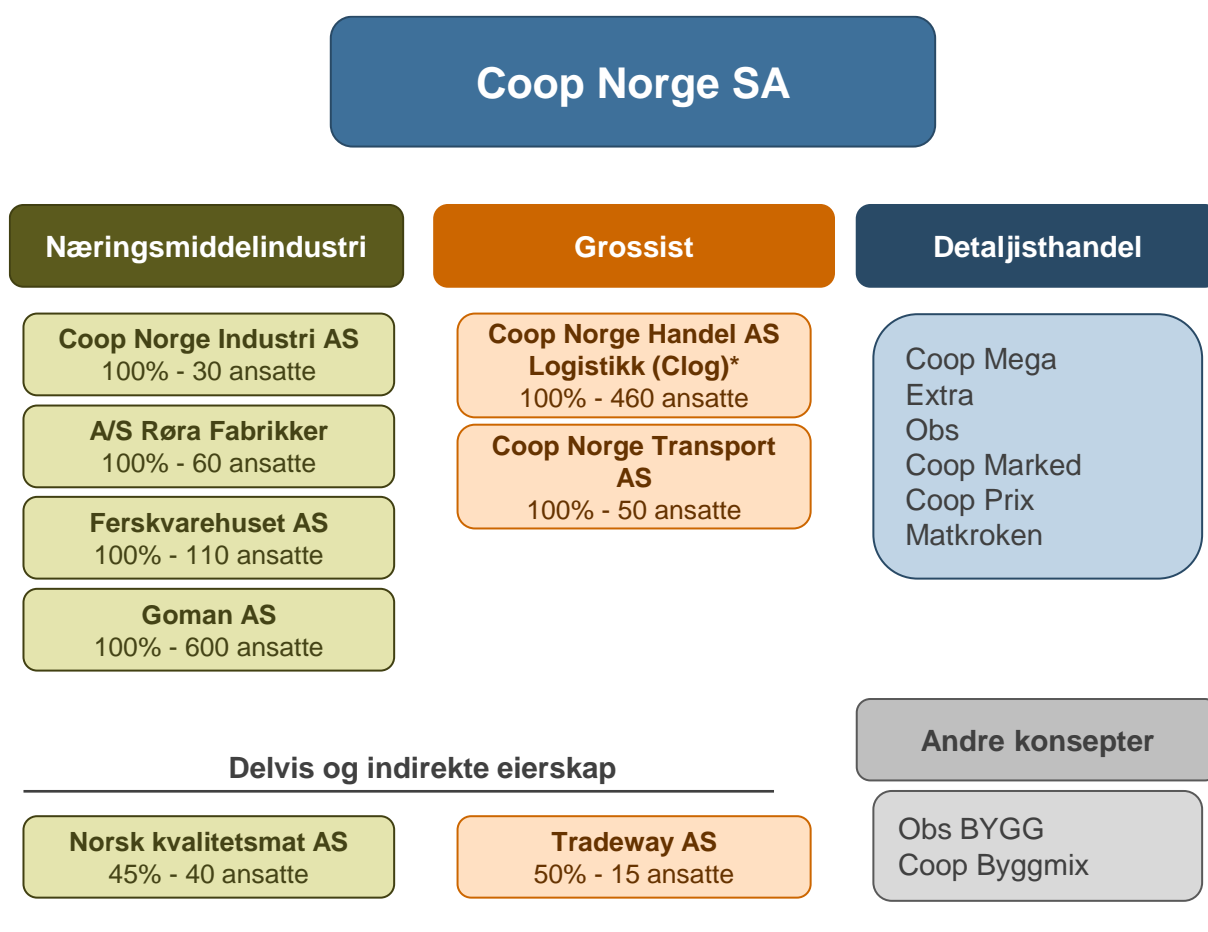 Coop Norge SA
Næringsmiddelindustri
Coop Norge Industri AS
100% - 30 ansatte
A/S Røra Fabrikker
100% - 60 ansatte
Ferskvarehuset AS
100% - 110 ansatte
Goman AS
100% - 600 ansatte
Grossist
Coop Norge Handel AS
Logistikk (Clog)*
100% - 460 ansatte
Coop Norge Transport
AS
100% - 50 ansatte
Detaljisthandel
Coop Mega
Extra
Obs
Coop Marked
Coop Prix
Matkroken
Delvis og indirekte eierskap
Norsk kvalitetsmat AS
45% - 40 ansatte
Tradeway AS
50% - 15 ansatte
Andre konsepter
Obs BYGG
Coop Byggmix